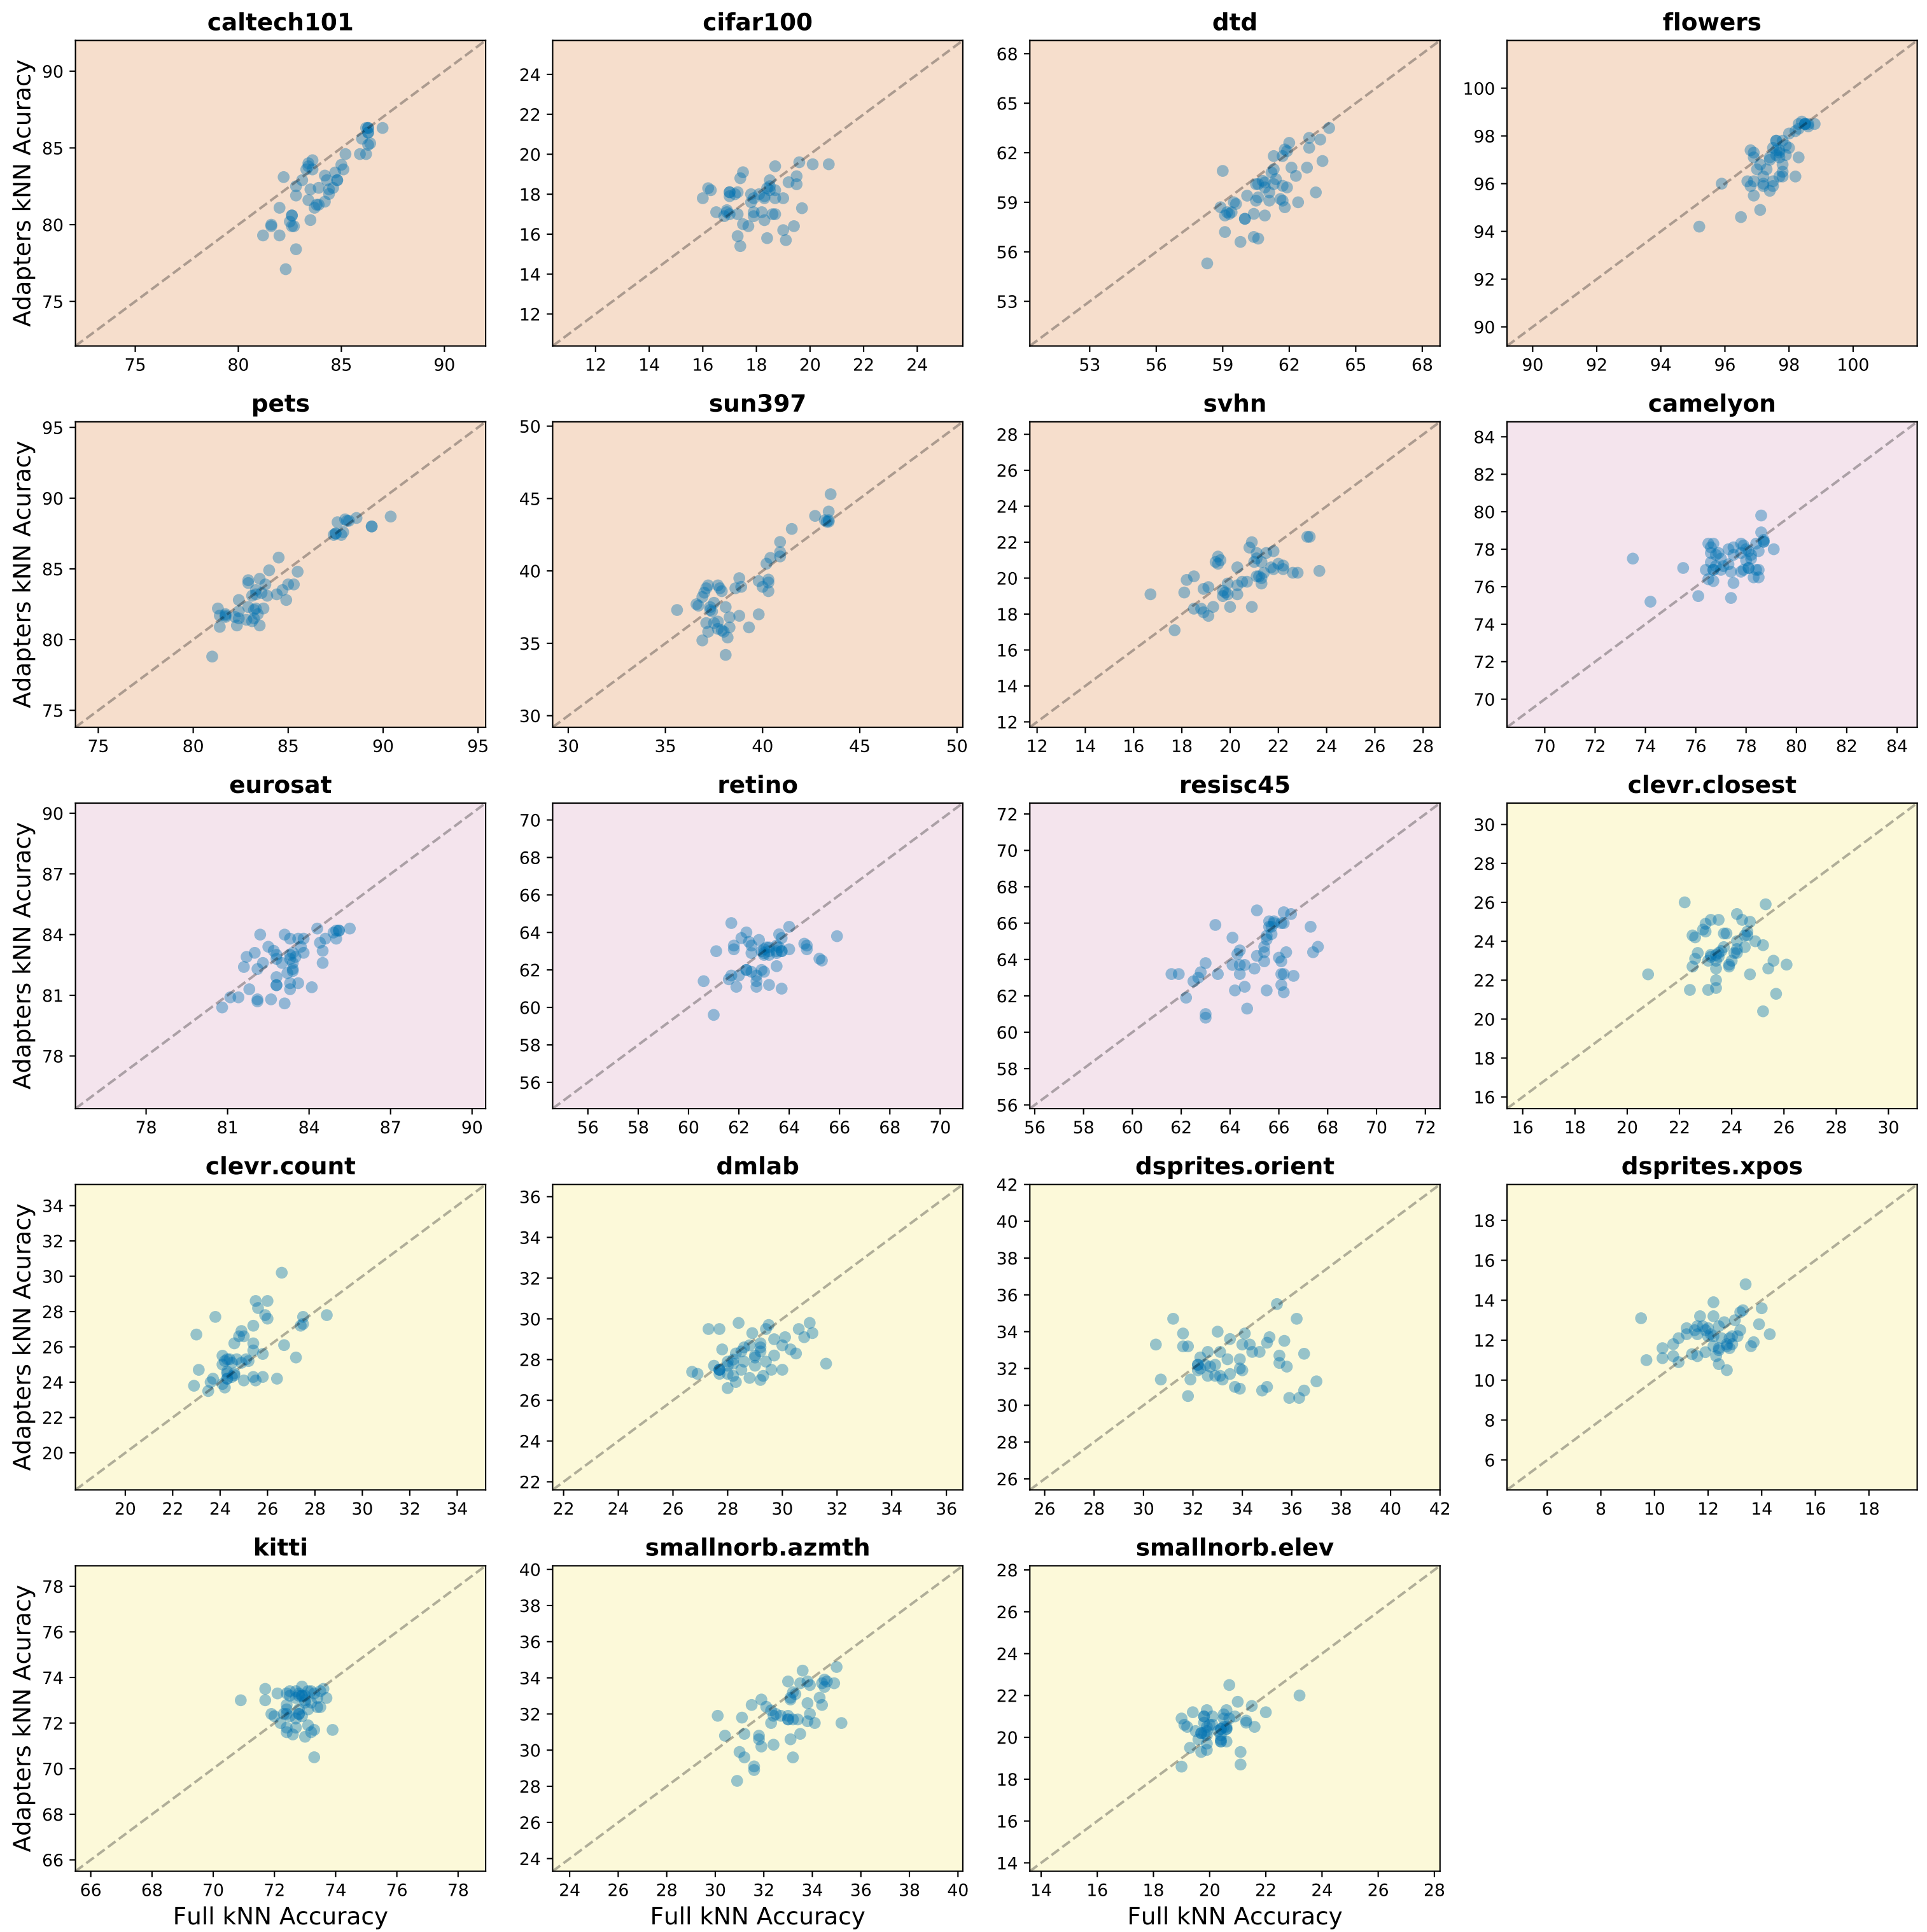 caltech101 cifar100 dtd flowers
Adapters kNN Acuracy
90 85 80 75
75 80 85 90
24 22 20 18 16 14 12
12 14 16 18 20 22 24
68 65 62 59 56 53
53 56 59 62 65 68
100 98 96 94 92 90
90 92 94 96 98 100
pets sun397 svhn camelyon
Adapters kNN Acuracy
95 90 85 80 75
75 80 85 90 95
50 45 40 35 30
30 35 40 45 50
28 26 24 22 20 18 16 14 12
12 14 16 18 20 22 24 26 28
84 82 80 78 76 74 72 70
70 72 74 76 78 80 82 84
eurosat retino resisc45 clevr.closest
Adapters kNN Acuracy
90 87 84 81 78
78 81 84 87 90
70 68 66 64 62 60 58 56
56 58 60 62 64 66 68 70
72 70 68 66 64 62 60 58 56
56 58 60 62 64 66 68 70 72
30 28 26 24 22 20 18 16
16 18 20 22 24 26 28 30
clevr.count dmlab dsprites.orient dsprites.xpos
Adapters kNN Acuracy
34 32 30 28 26 24 22 20
20 22 24 26 28 30 32 34
36 34 32 30 28 26 24 22
22 24 26 28 30 32 34 36
42 40 38 36 34 32 30 28 26
26 28 30 32 34 36 38 40 42
18 16 14 12 10 8 6
6 8 10 12 14 16 18
kitti smallnorb.azmth smallnorb.elev
Adapters kNN Acuracy
78 76 74 72 70 68 66
66 68 70 72 74 76 78
40 38 36 34 32 30 28 26 24
24 26 28 30 32 34 36 38 40
28 26 24 22 20 18 16 14
14 16 18 20 22 24 26 28
Full kNN Accuracy Full kNN Accuracy Full kNN Accuracy